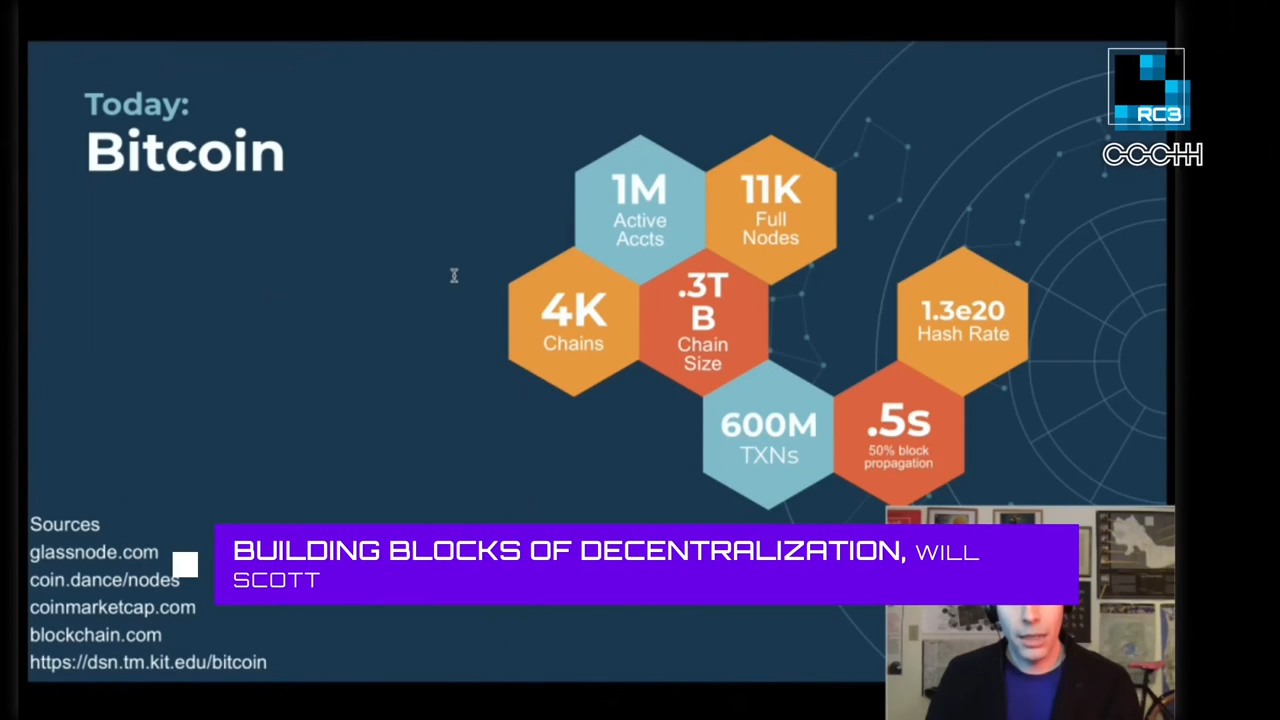 Today:
Bitcoin
1M
Active
Accts
11K
Full
Nodes
4K
Chains
.3T
B
Chain
Size
1.3e20
Hash Rate
600M
TXNs
.5s
50% block
propagation
Sources
glassnode.com
coin.dance/nodes
coinmarketcap.com
blockchain.com
https://dsn.tm.kit.edu/bitcoin
BUILDING BLOCKS OF DECENTRALIZATION, WILL
SCOTT
RC3
CCCHH